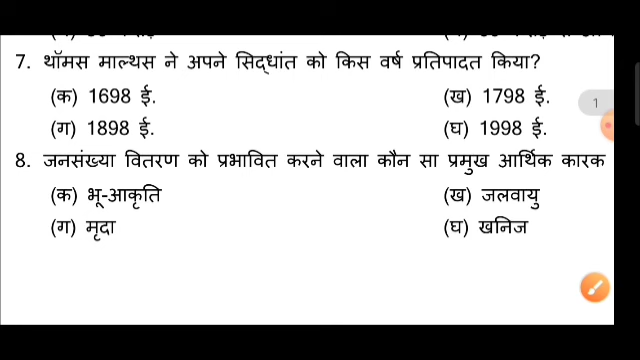 7. थॉमस माल्थस ने अपने सिद्धांत को किस वर्ष प्रतिपादत किया?
(क) 1698 ई. (ख) 1798 ई.
1
(ग) 1898 ई. (घ) 1998 ई.
8. जनसंख्या वितरण को प्रभावित करने वाला कौन सा प्रमुख आर्थिक कारक
(क) भू-आकृति (ख) जलवायु
(ग) मृदा (घ) खनिज